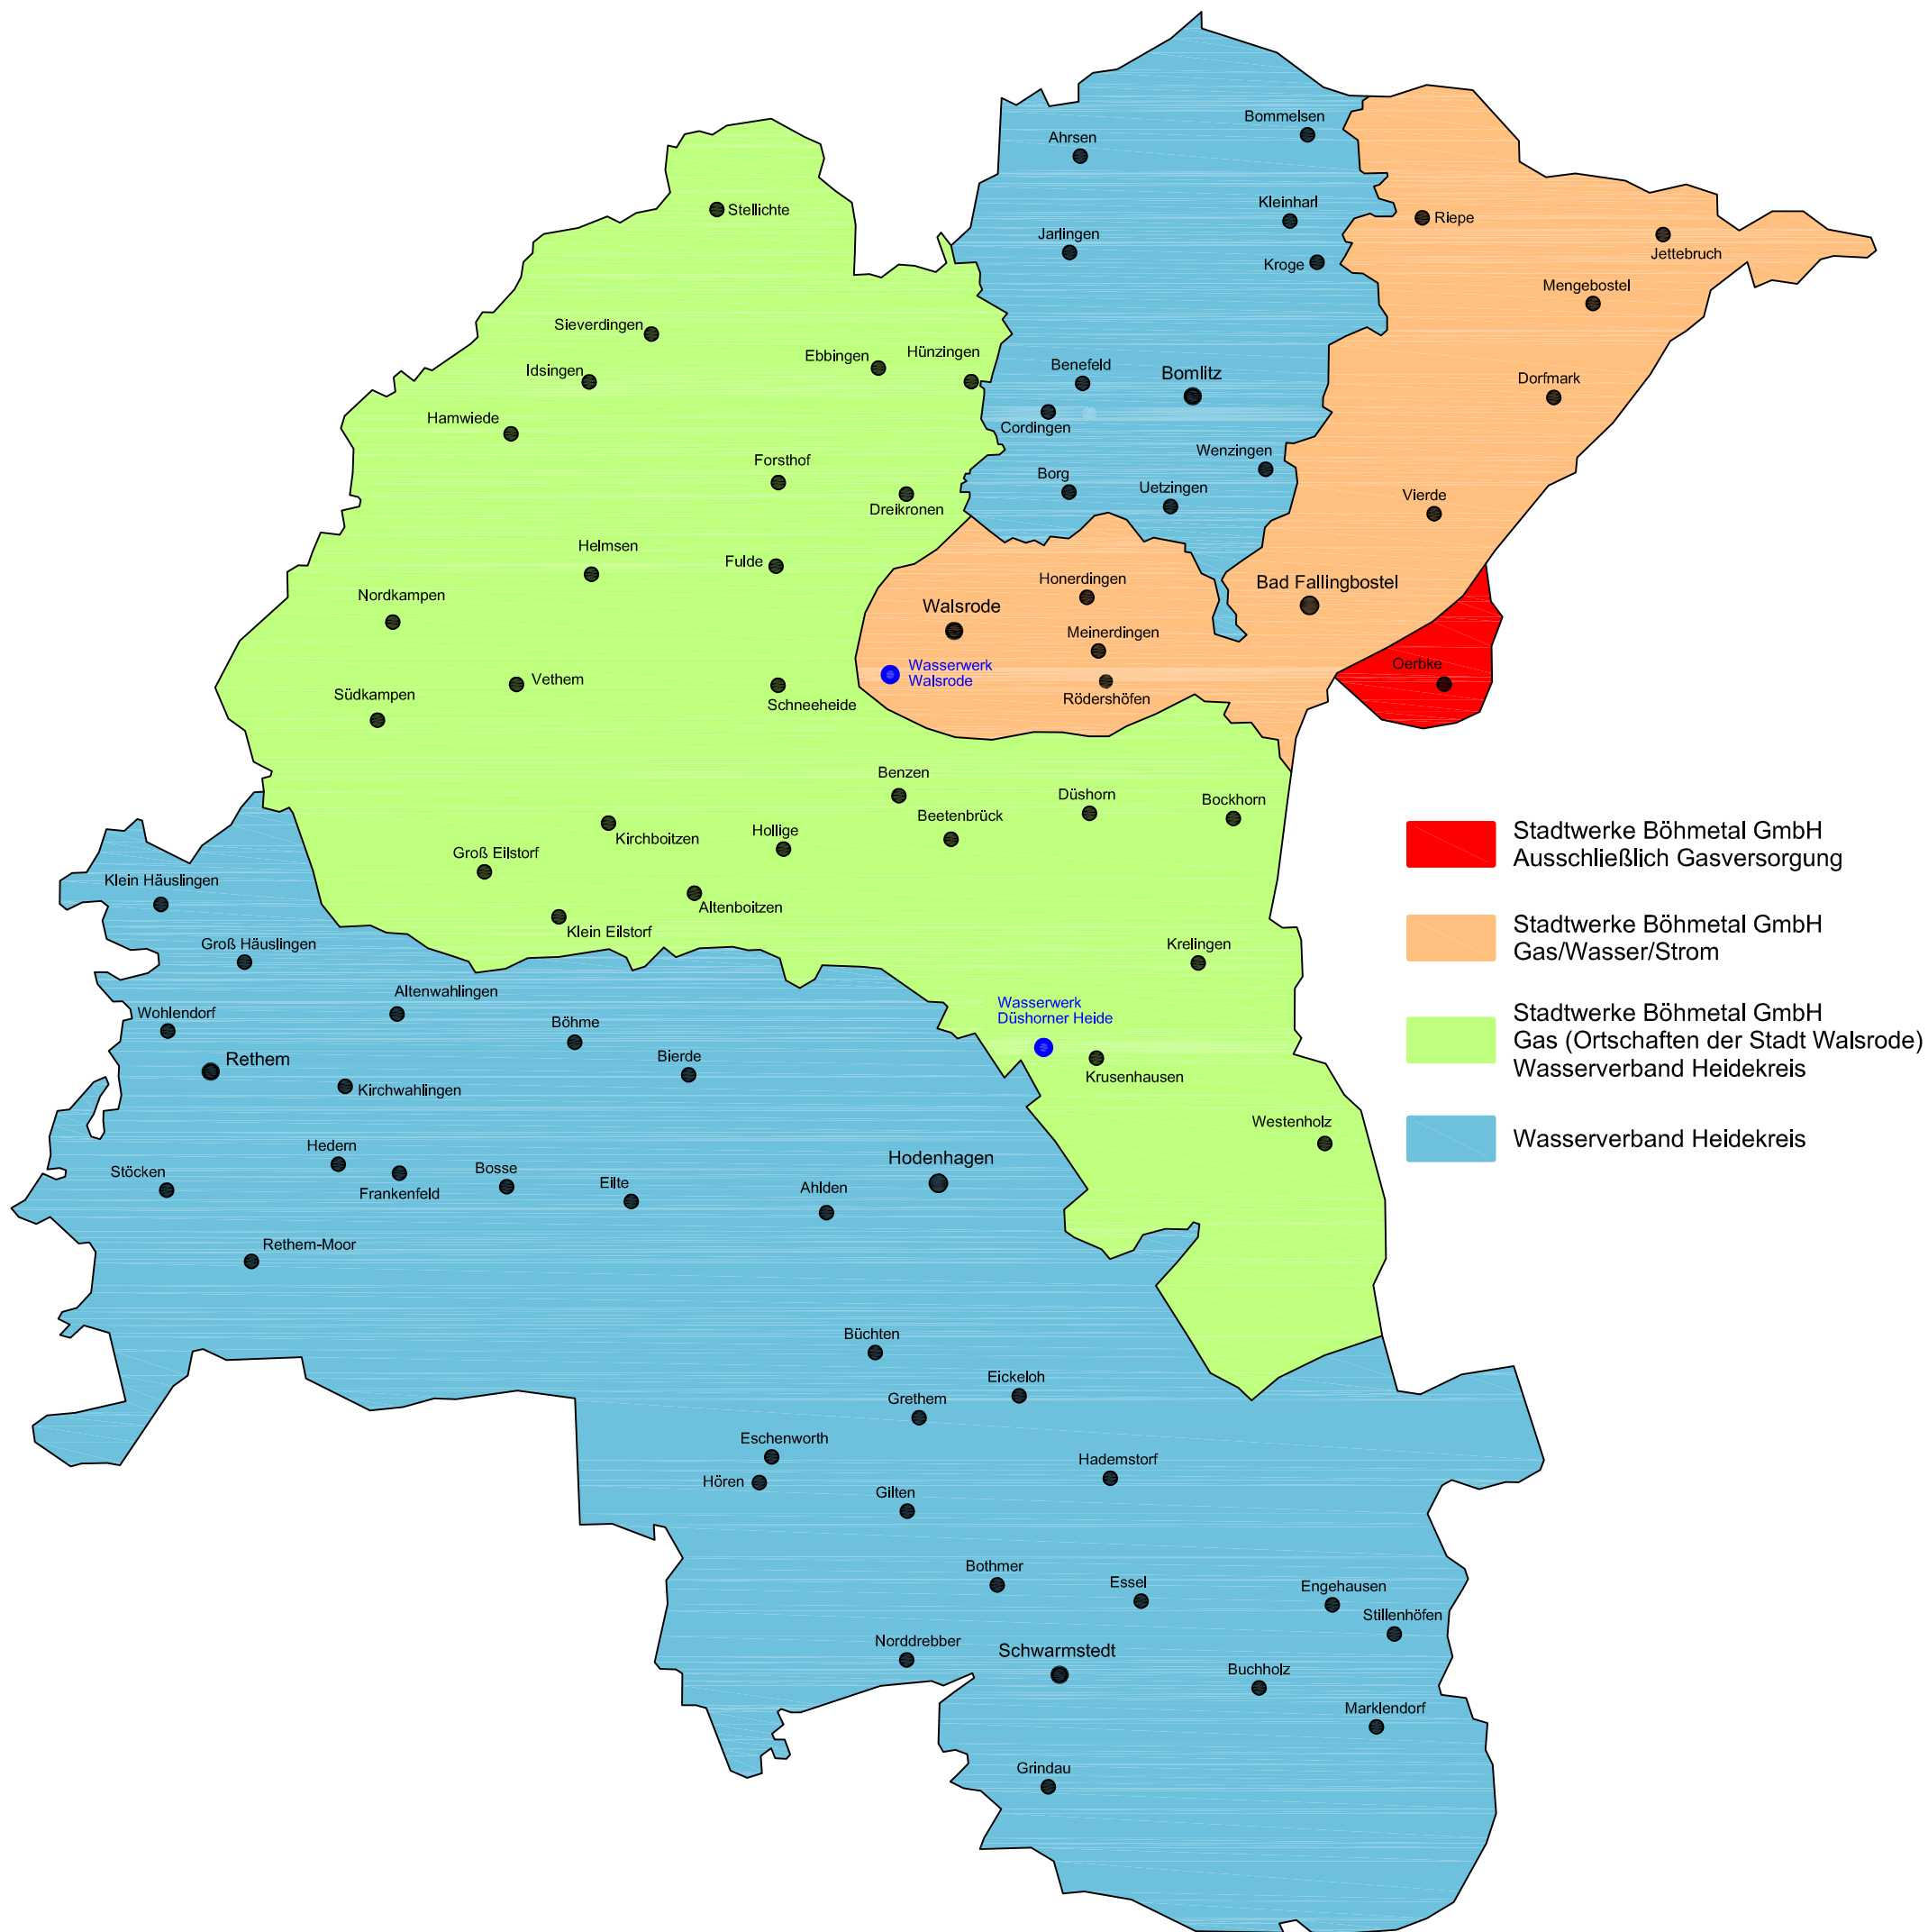 Bommelsen
Ahrsen
Kleinharl
Stellichte
Riepe
Jarlingen
Kroge
Jettebruch
Mengebostel
Sieverdingen
Ebbingen
Hünzingen
Benefeld
Bomlitz
Idsingen
Dorfmark
Hamwiede
Cordingen
Wenzingen
Forsthof
Borg
Uetzingen
Vierde
Dreikronen
Helmsen
Fulde
Honerdingen
Bad Fallingbostel
Nordkampen
Walsrode
Meinerdingen
Wasserwerk
Walsrode
Oerbke
Vethem
Südkampen
Schneeheide
Rödershöfen
Benzen
Düshorn
Bockhorn
Beetenbrück
Hollige
Kirchboitzen
Groß Eilstorf
Stadtwerke Böhmetal GmbH
Ausschließlich Gasversorgung
Klein Häuslingen
Altenboitzen
Klein Eilstorf
Stadtwerke Böhmetal GmbH
Gas/Wasser/Strom
Groß Häuslingen
Krelingen
Altenwahlingen
Wasserwerk
Düshorner Heide
Wohlendorf
Böhme
Stadtwerke Böhmetal GmbH
Gas (Ortschaften der Stadt Walsrode)
Wasserverband Heidekreis
Rethem
Bierde
Krusenhausen
Kirchwahlingen
Westenholz
Wasserverband Heidekreis
Hedern
Hodenhagen
Stöcken
Bosse
Frankenfeld
Eilte
Ahlden
Rethem-Moor
Büchten
Eickeloh
Grethem
Eschenworth
Hademstorf
Hören
Gilten
Bothmer
Essel
Engehausen
Stillenhöfen
Norddrebber
Schwarmstedt
Buchholz
Marklendorf
Grindau